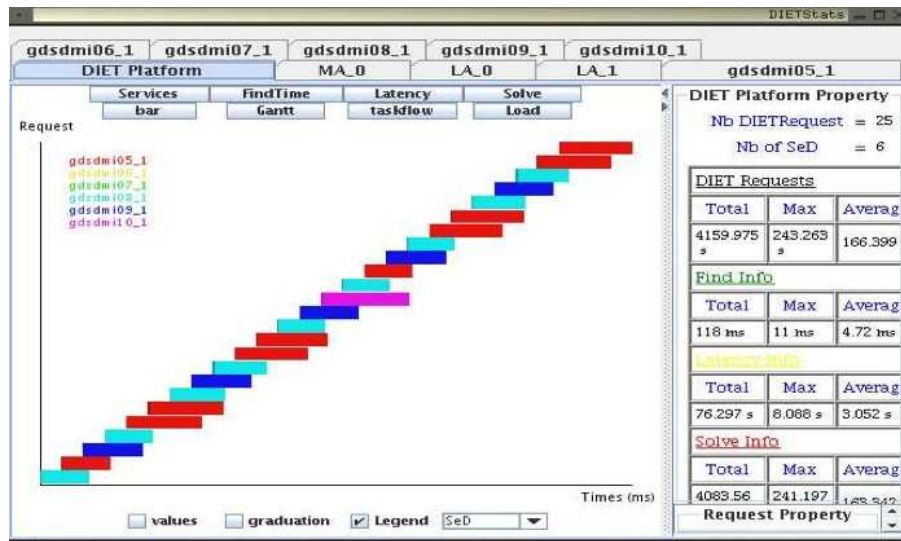 DIETStats
gdsdmi06_1 gdsdmi07_1 gdsdmi08_1 gdsdmi09_1 gdsdmi10_1
DIET Platform MA_0 LA_0 LA_1 gdsdmi05_1
Services FindTime Latency Solve
bar Gantt taskflow Load
Request
gdsdmi05_1
gdsdmi06_1
gdsdmi07_1
gdsdmi08_1
gdsdmi09_1
gdsdmi10_1
Times (ms)
values graduation Legend SeD
DIET Platform Property
Nb DIETRequest = 25
Nb of SeD = 6
DIET Requests
Total Max Averag
4159.975 s 243.263 s 166.399
Find Info
Total Max Averag
118 ms 11 ms 4.72 ms
Latency Info
Total Max Averag
76.297 s 8.088 s 3.052 s
Solve Info
Total Max Averag
4083.56 241.197
Request Property